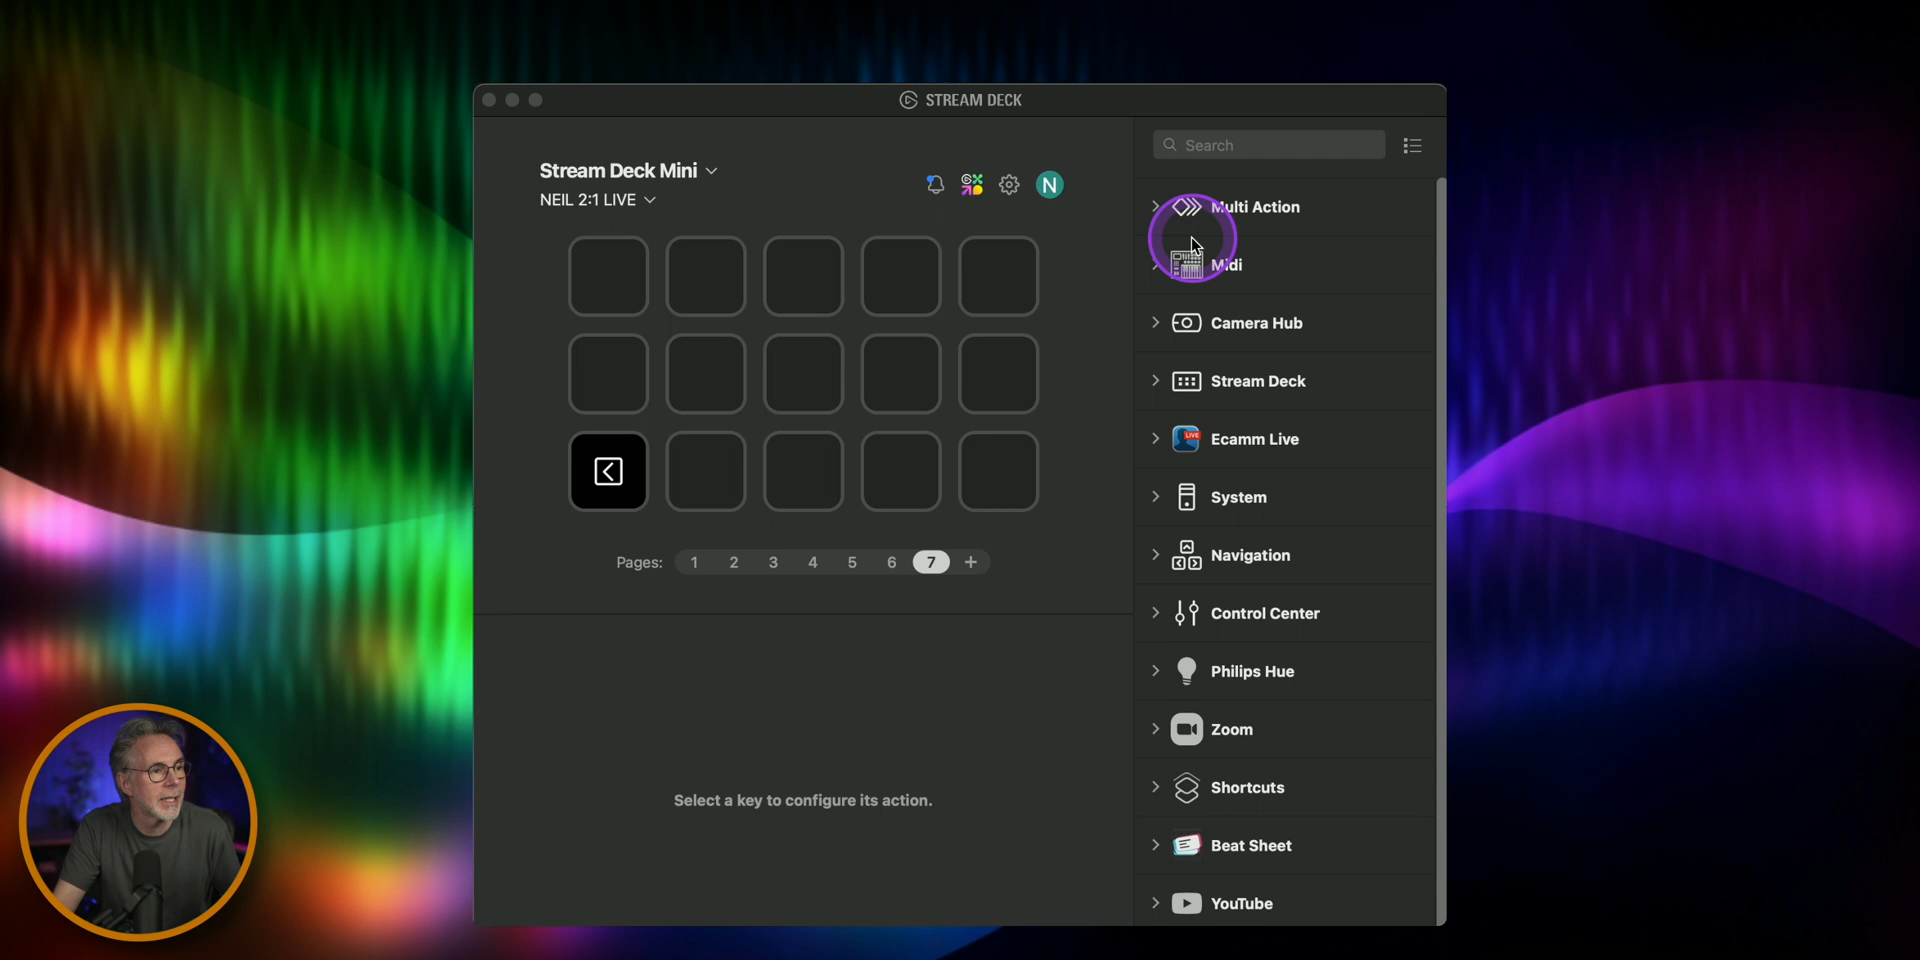 STREAM DECK
Stream Deck Mini
NEIL 2:1 LIVE
N
Pages: 1 2 3 4 5 6 7 +
Select a key to configure its action.
Search
Multi Action
Midi
Camera Hub
Stream Deck
LIVE
Ecamm Live
System
Navigation
Control Center
Philips Hue
Zoom
Shortcuts
Beat Sheet
YouTube